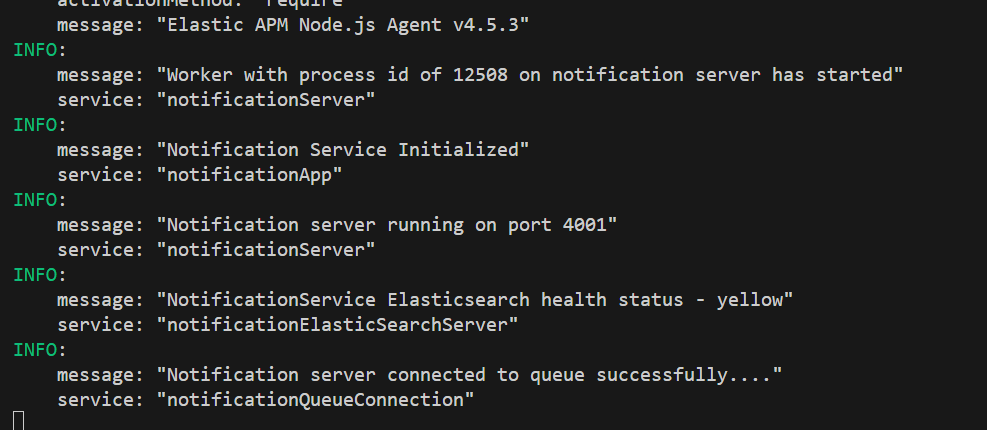 activationMethod: "require"
message: "Elastic APM Node.js Agent v4.5.3"
INFO:
message: "Worker with process id of 12508 on notification server has started"
service: "notificationServer"
INFO:
message: "Notification Service Initialized"
service: "notificationApp"
INFO:
message: "Notification server running on port 4001"
service: "notificationServer"
INFO:
message: "NotificationService Elasticsearch health status - yellow"
service: "notificationElasticSearchServer"
INFO:
message: "Notification server connected to queue successfully...."
service: "notificationQueueConnection"